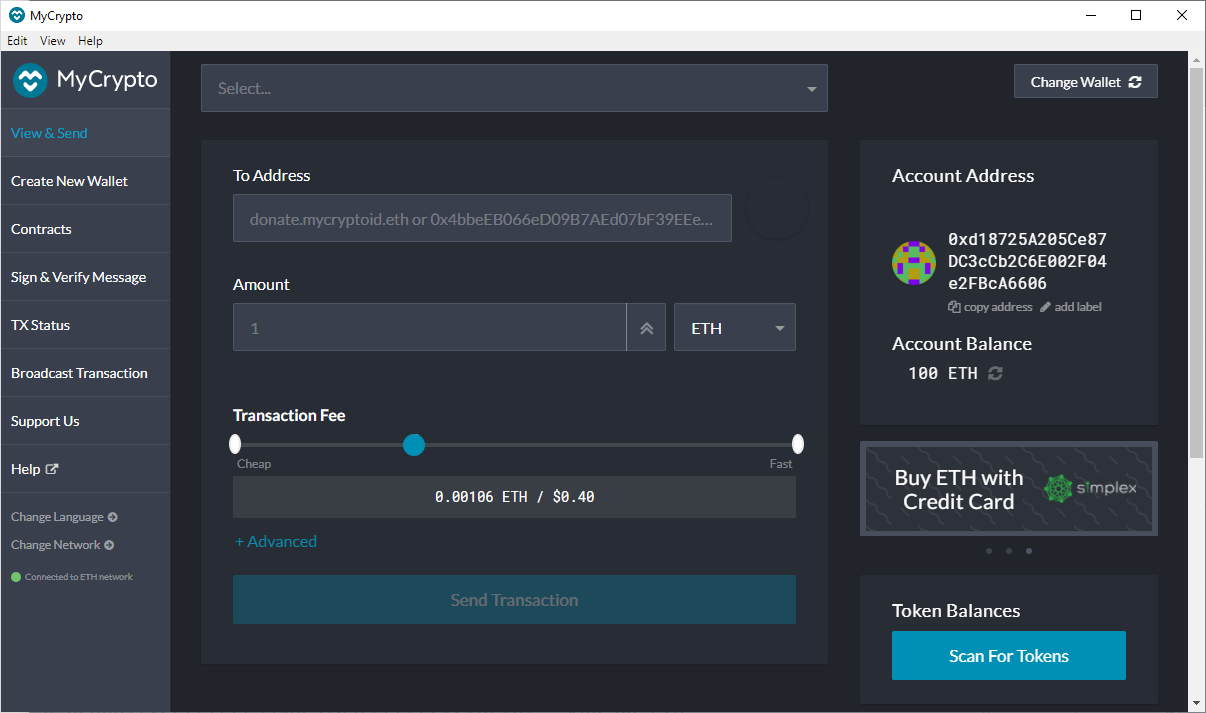 MyCrypto
Edit View Help
MyCrypto
View & Send
Create New Wallet
Contracts
Sign & Verify Message
TX Status
Broadcast Transaction
Support Us
Help
Change Language
Change Network
Connected to ETH network
Select...
Change Wallet
To Address
donate.mycryptoid.eth or 0x4bbeEB066eD09B7AEd07bF39EEe...
Amount
1
ETH
Transaction Fee
Cheap
Fast
0.00106 ETH / $0.40
+ Advanced
Send Transaction
Account Address
0xd18725A205Ce87
DC3cCb2C6E002F04
e2FBcA6606
copy address add label
Account Balance
100 ETH
Buy ETH with
Credit Card
simplex
Token Balances
Scan For Tokens